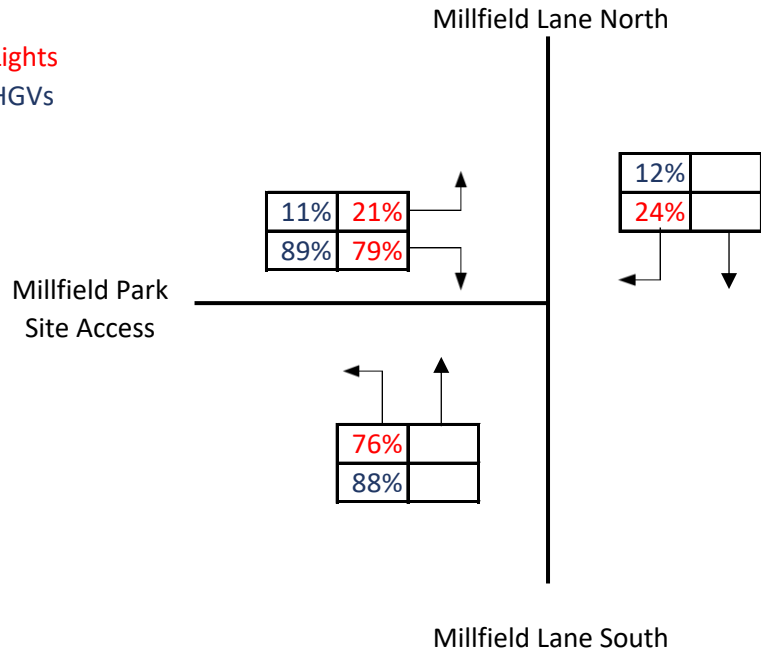 Millfield Lane North
Lights
HGVs
12%
24%
11% 21%
89% 79%
Millfield Park
Site Access
76%
88%
Millfield Lane South